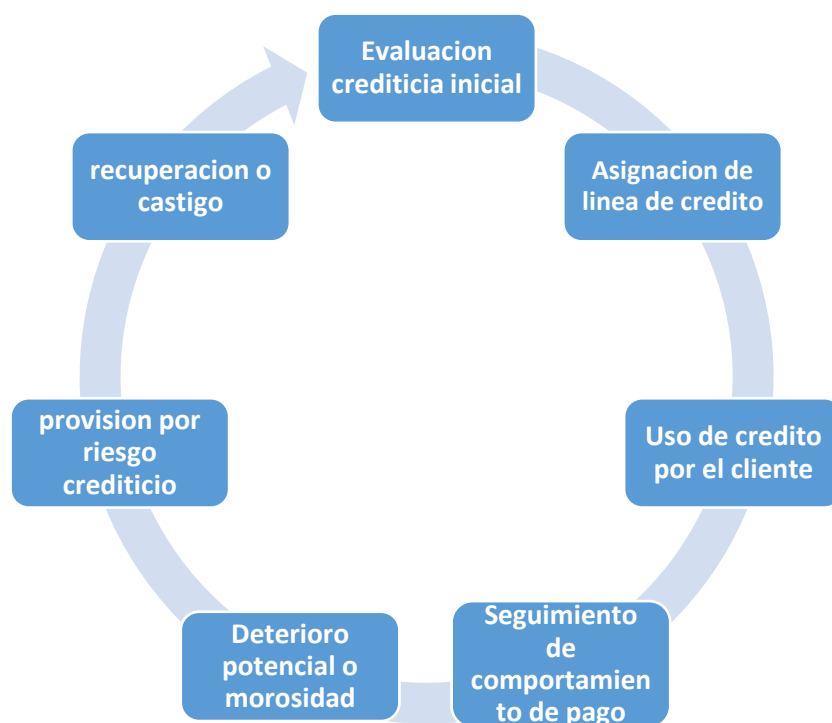 Evaluacion
crediticia inicial
Asignacion de
linea de credito
Uso de credito
por el cliente
Seguimiento
de
comportamien
to de pago
Deterioro
potencial o
morosidad
provision por
riesgo
crediticio
recuperacion o
castigo